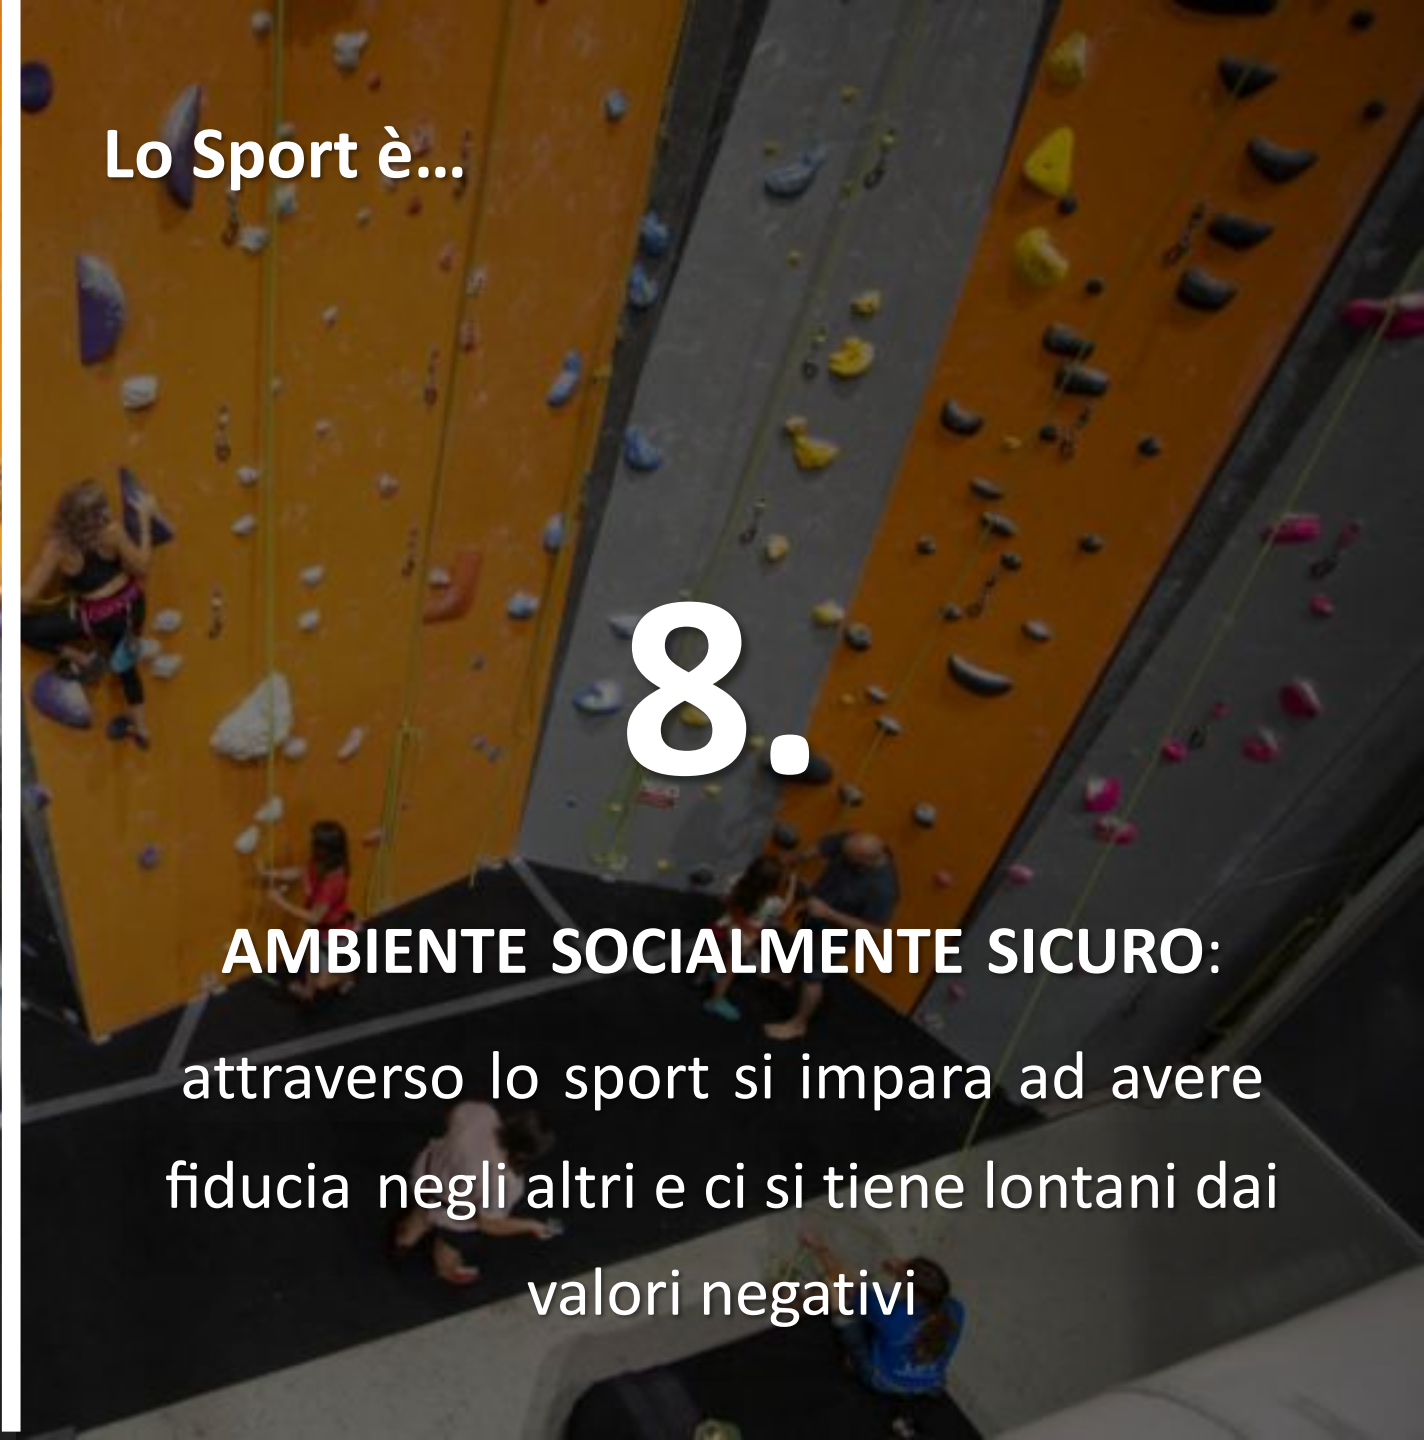 Lo Sport è...
8.
AMBIENTE SOCIALMENTE SICURO:
attraverso lo sport si impara ad avere
fiducia negli altri e ci si tiene lontani dai
valori negativi